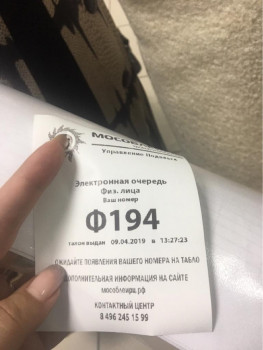 Управление Подольск
Электронная очередь
Физ. лица
Ваш номер
Ф194
талон выдан 09.04.2019 в 13:27:23
ОЖИДАЙТЕ ПОЯВЛЕНИЯ ВАШЕГО НОМЕРА НА ТАБЛО
ДОПОЛНИТЕЛЬНАЯ ИНФОРМАЦИЯ НА САЙТЕ
мособлеирц.рф
КОНТАКТНЫЙ ЦЕНТР
8 496 245 15 99